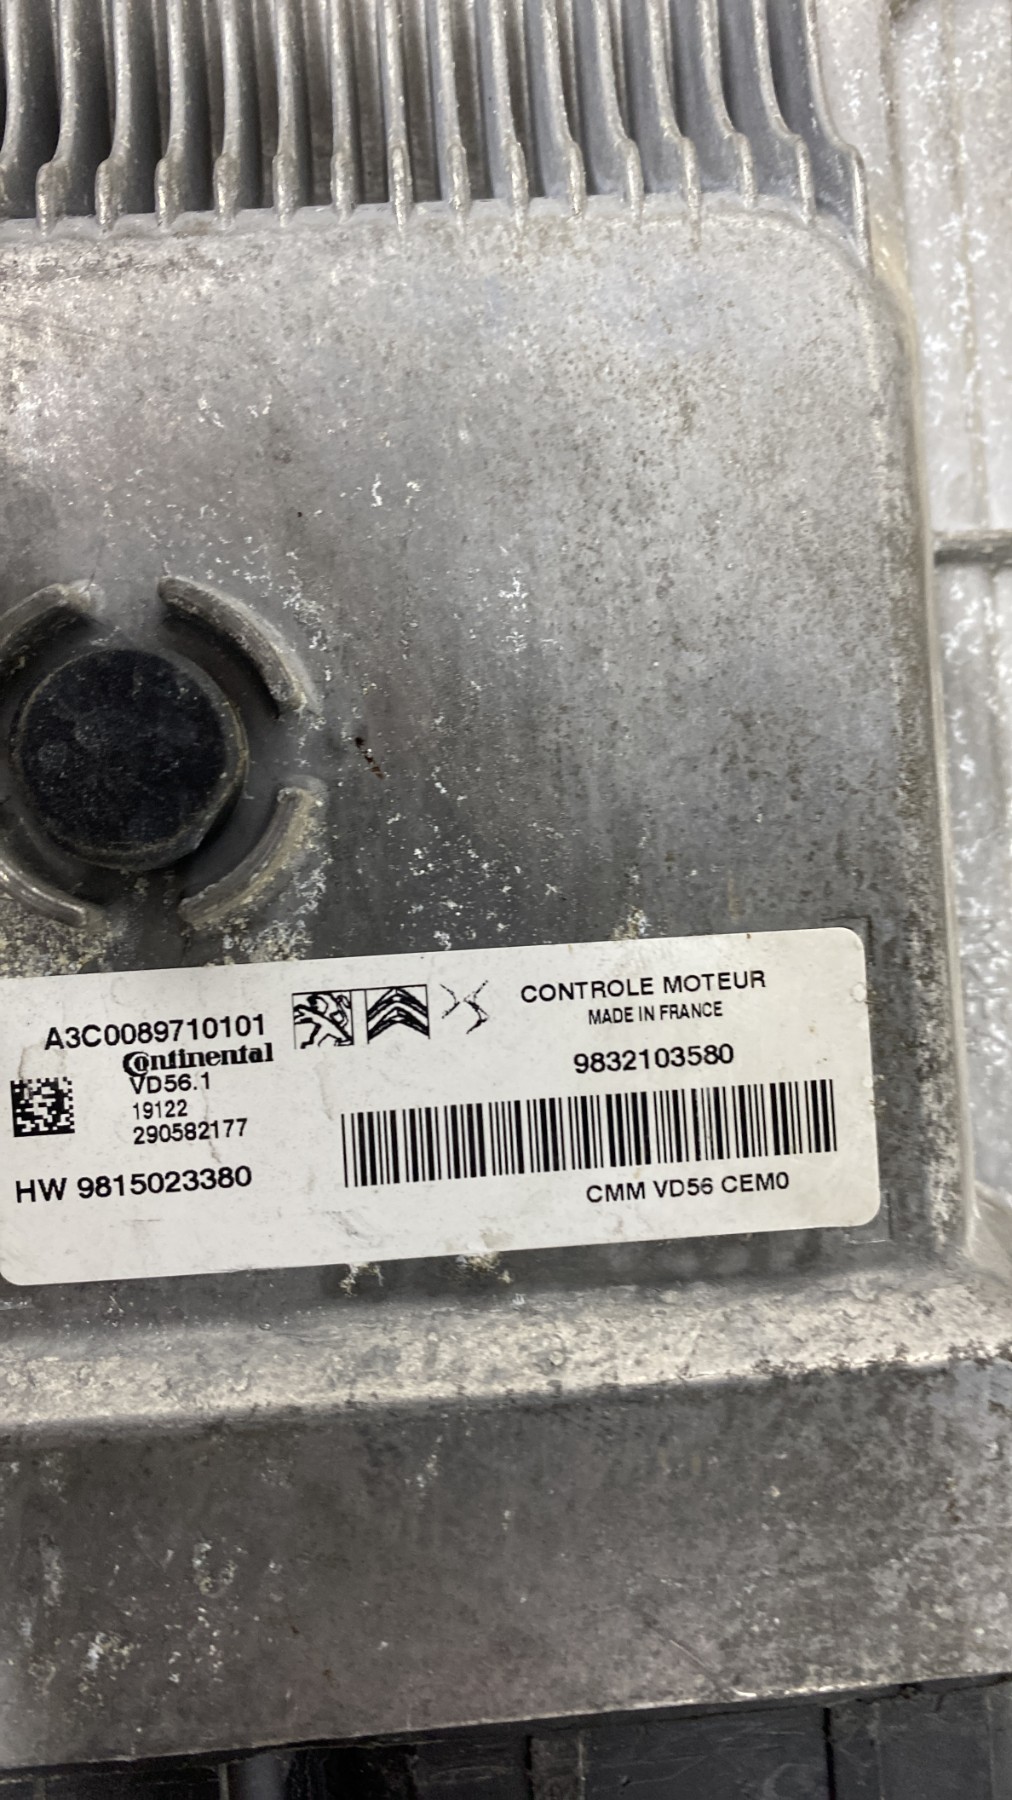 A3C0089710101
Continental
VD56.1
19122
290582177
HW 9815023380
CONTROLE MOTEUR
MADE IN FRANCE
9832103580
CMM VD56 CEM0